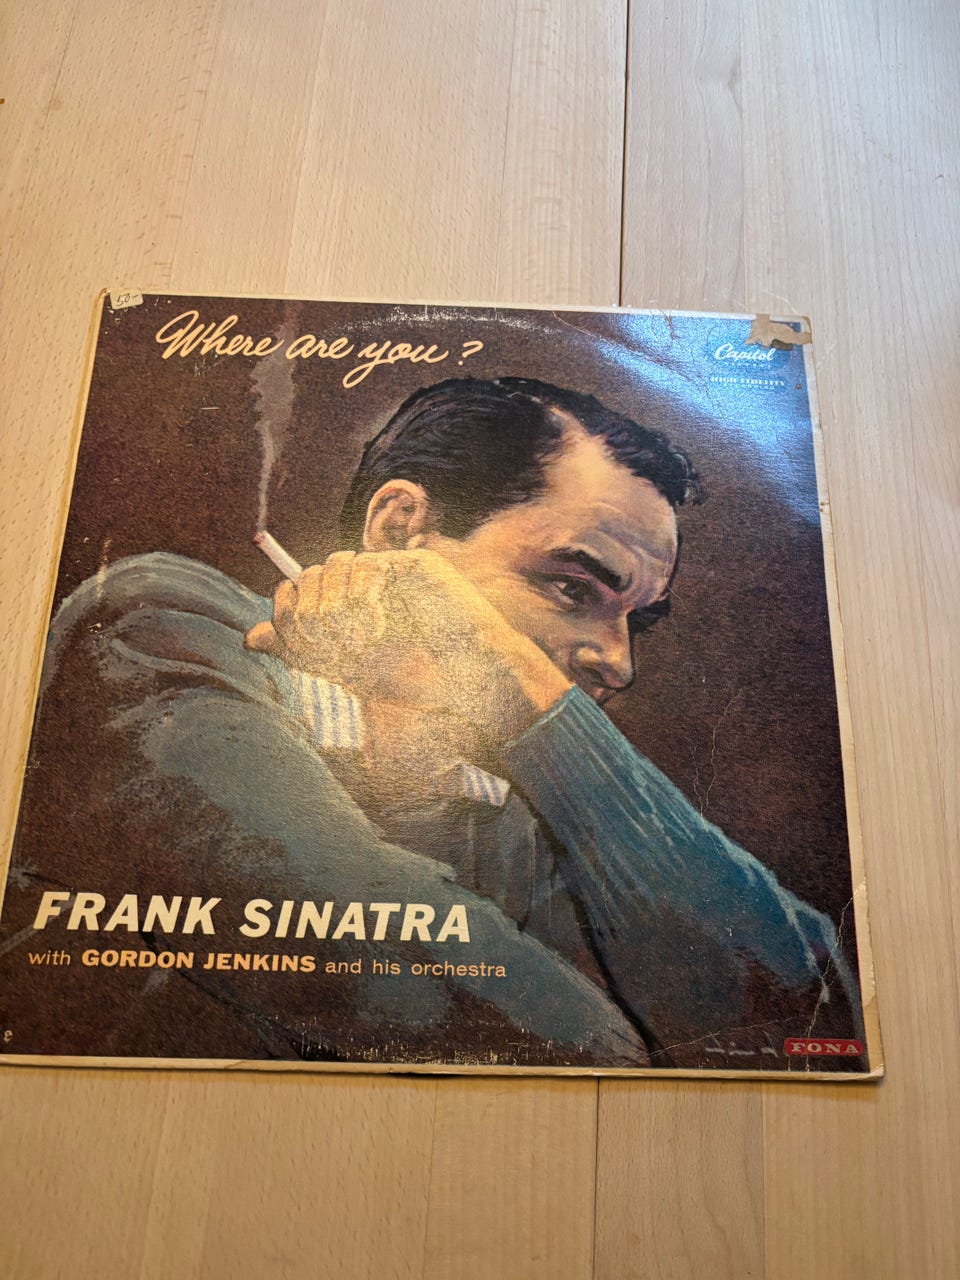 50-
Where are you?
Capitol
HIGH FIDELITY
FRANK SINATRA
with GORDON JENKINS and his orchestra
FONA